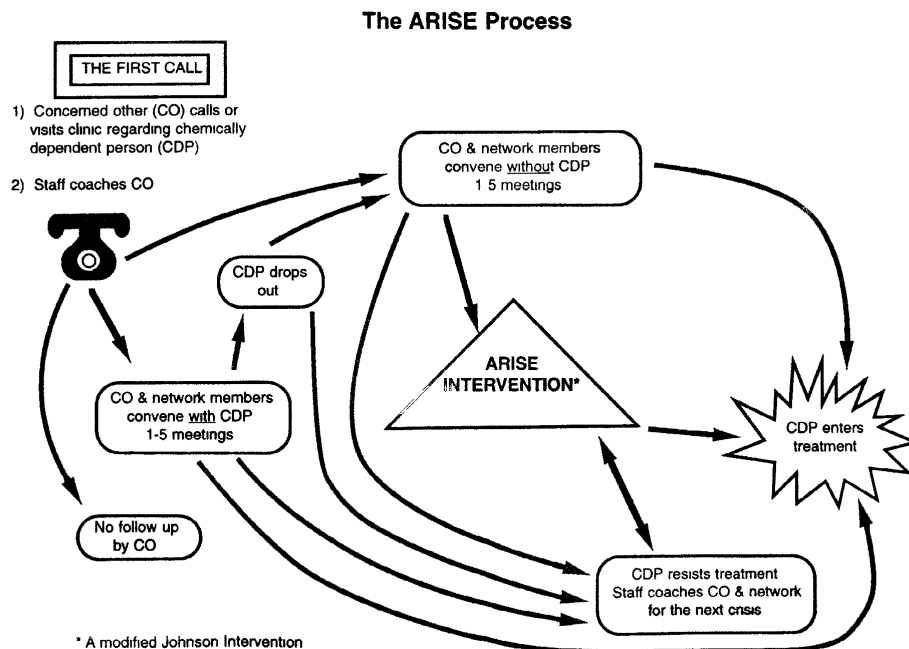 The ARISE Process
THE FIRST CALL
1) Concerned other (CO) calls or
visits clinic regarding chemically
dependent person (CDP)
2) Staff coaches CO
CO & network members
convene without CDP
1 5 meetings
CDP drops
out
ARISE
INTERVENTION*
CO & network members
convene with CDP
1-5 meetings
CDP enters
treatment
No follow up
by CO
CDP resists treatment
Staff coaches CO & network
for the next crisis
* A modified Johnson Intervention